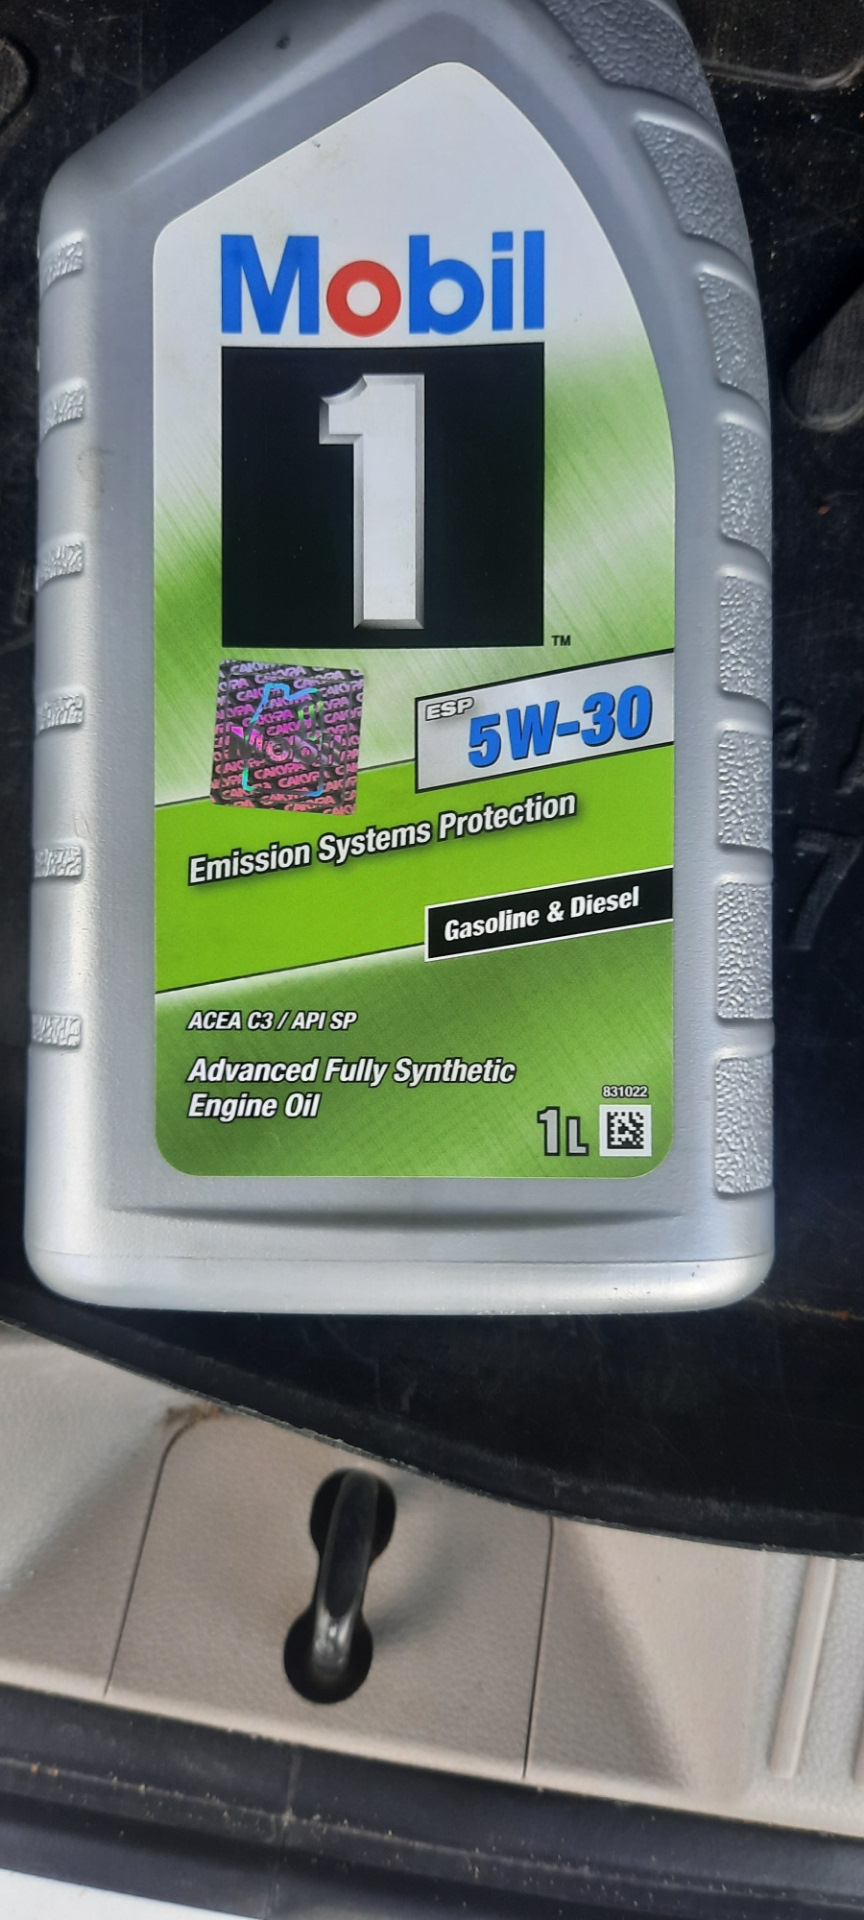 Mobil
1
TM
ESP
5W-30
Emission Systems Protection
Gasoline & Diesel
ACEA C3 / API SP
Advanced Fully Synthetic
Engine Oil
831022
1L